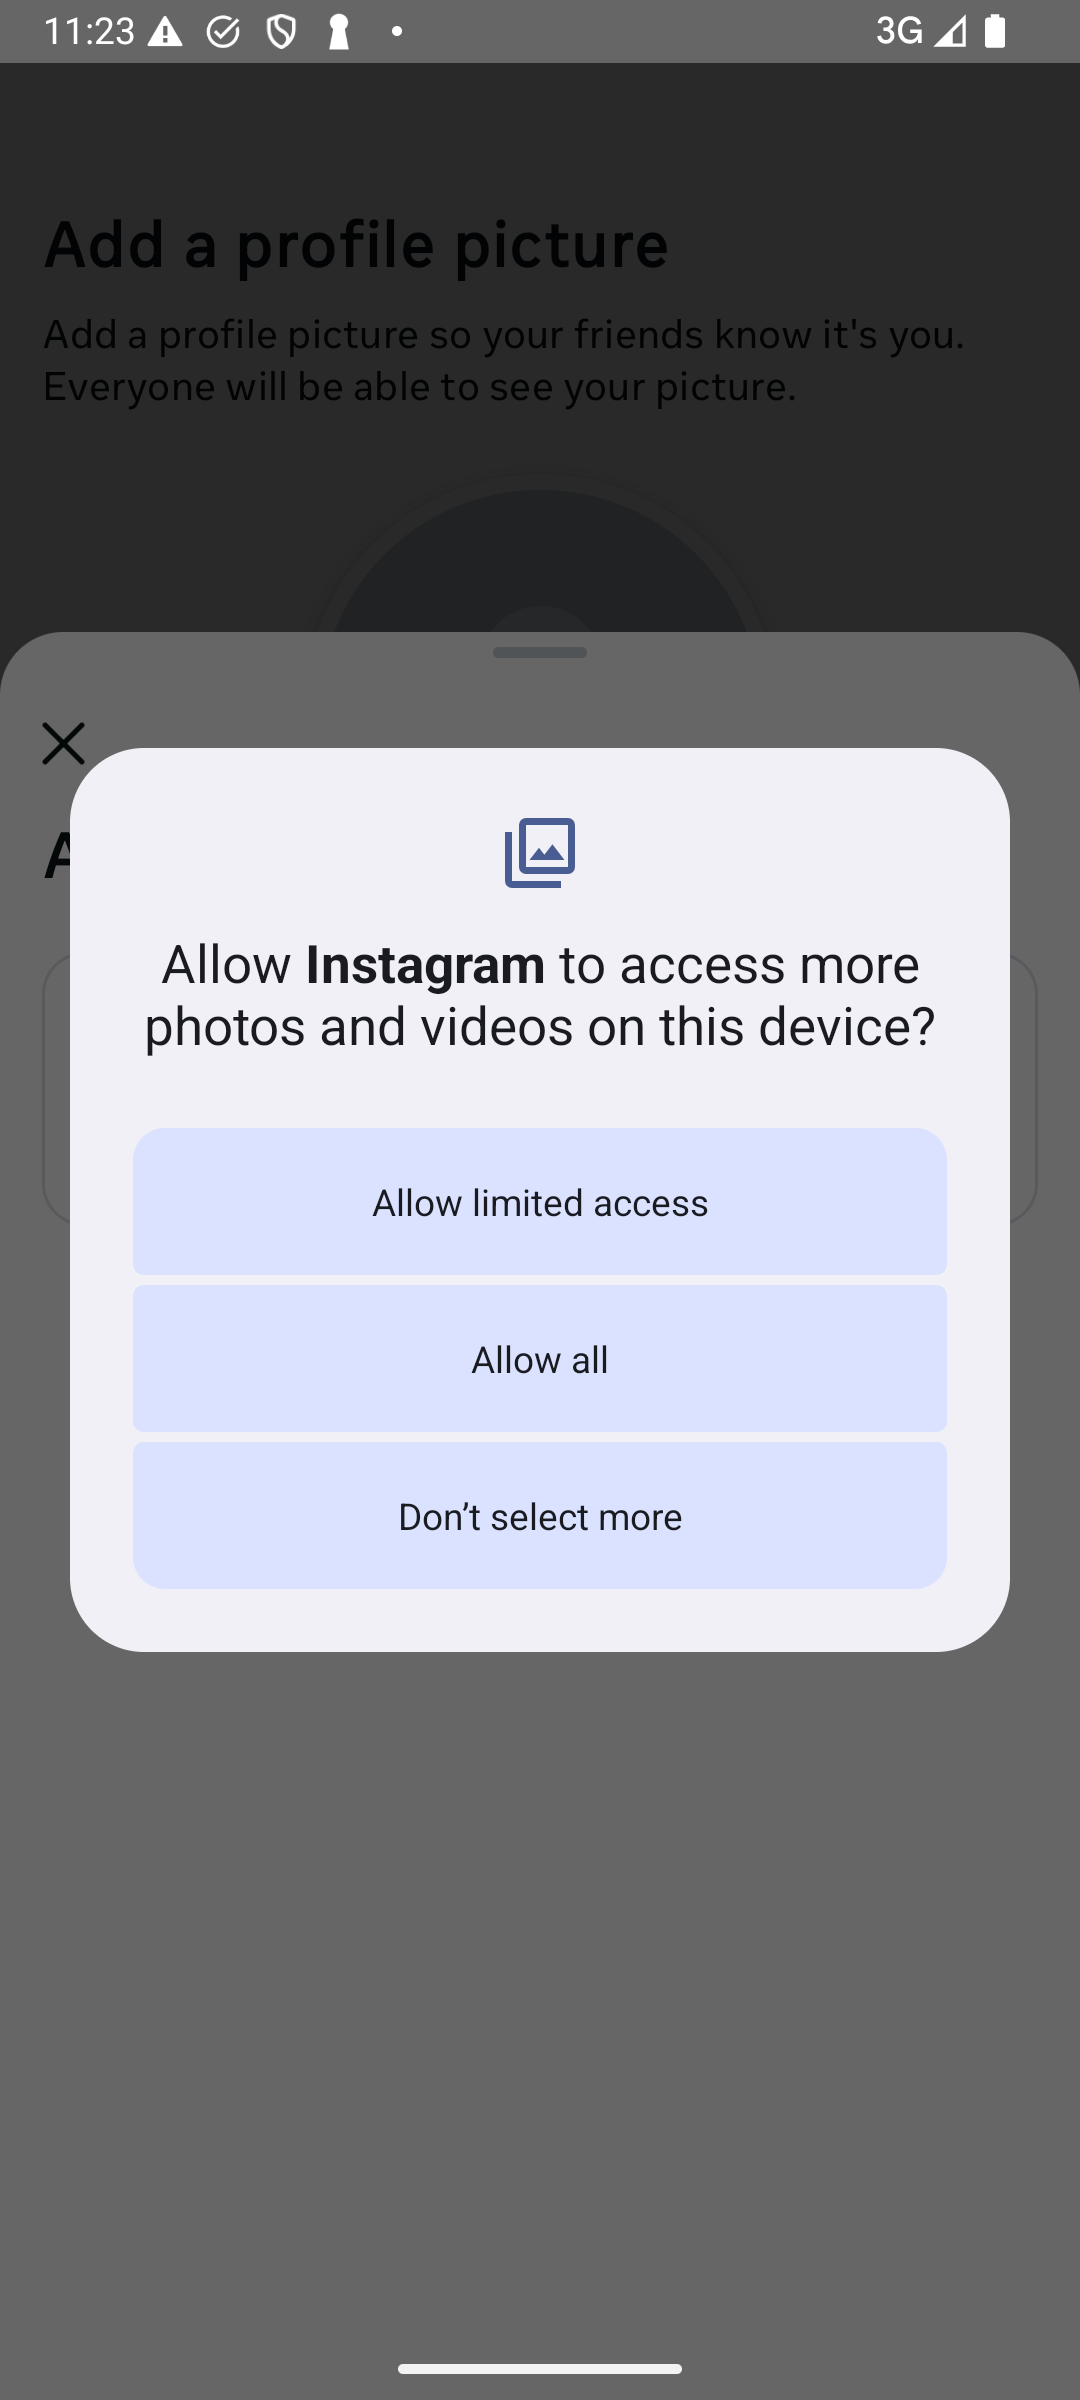 11:23
3G
Add a profile picture
Add a profile picture so your friends know it's you.
Everyone will be able to see your picture.
A
Allow Instagram to access more
photos and videos on this device?
Allow limited access
Allow all
Don’t select more